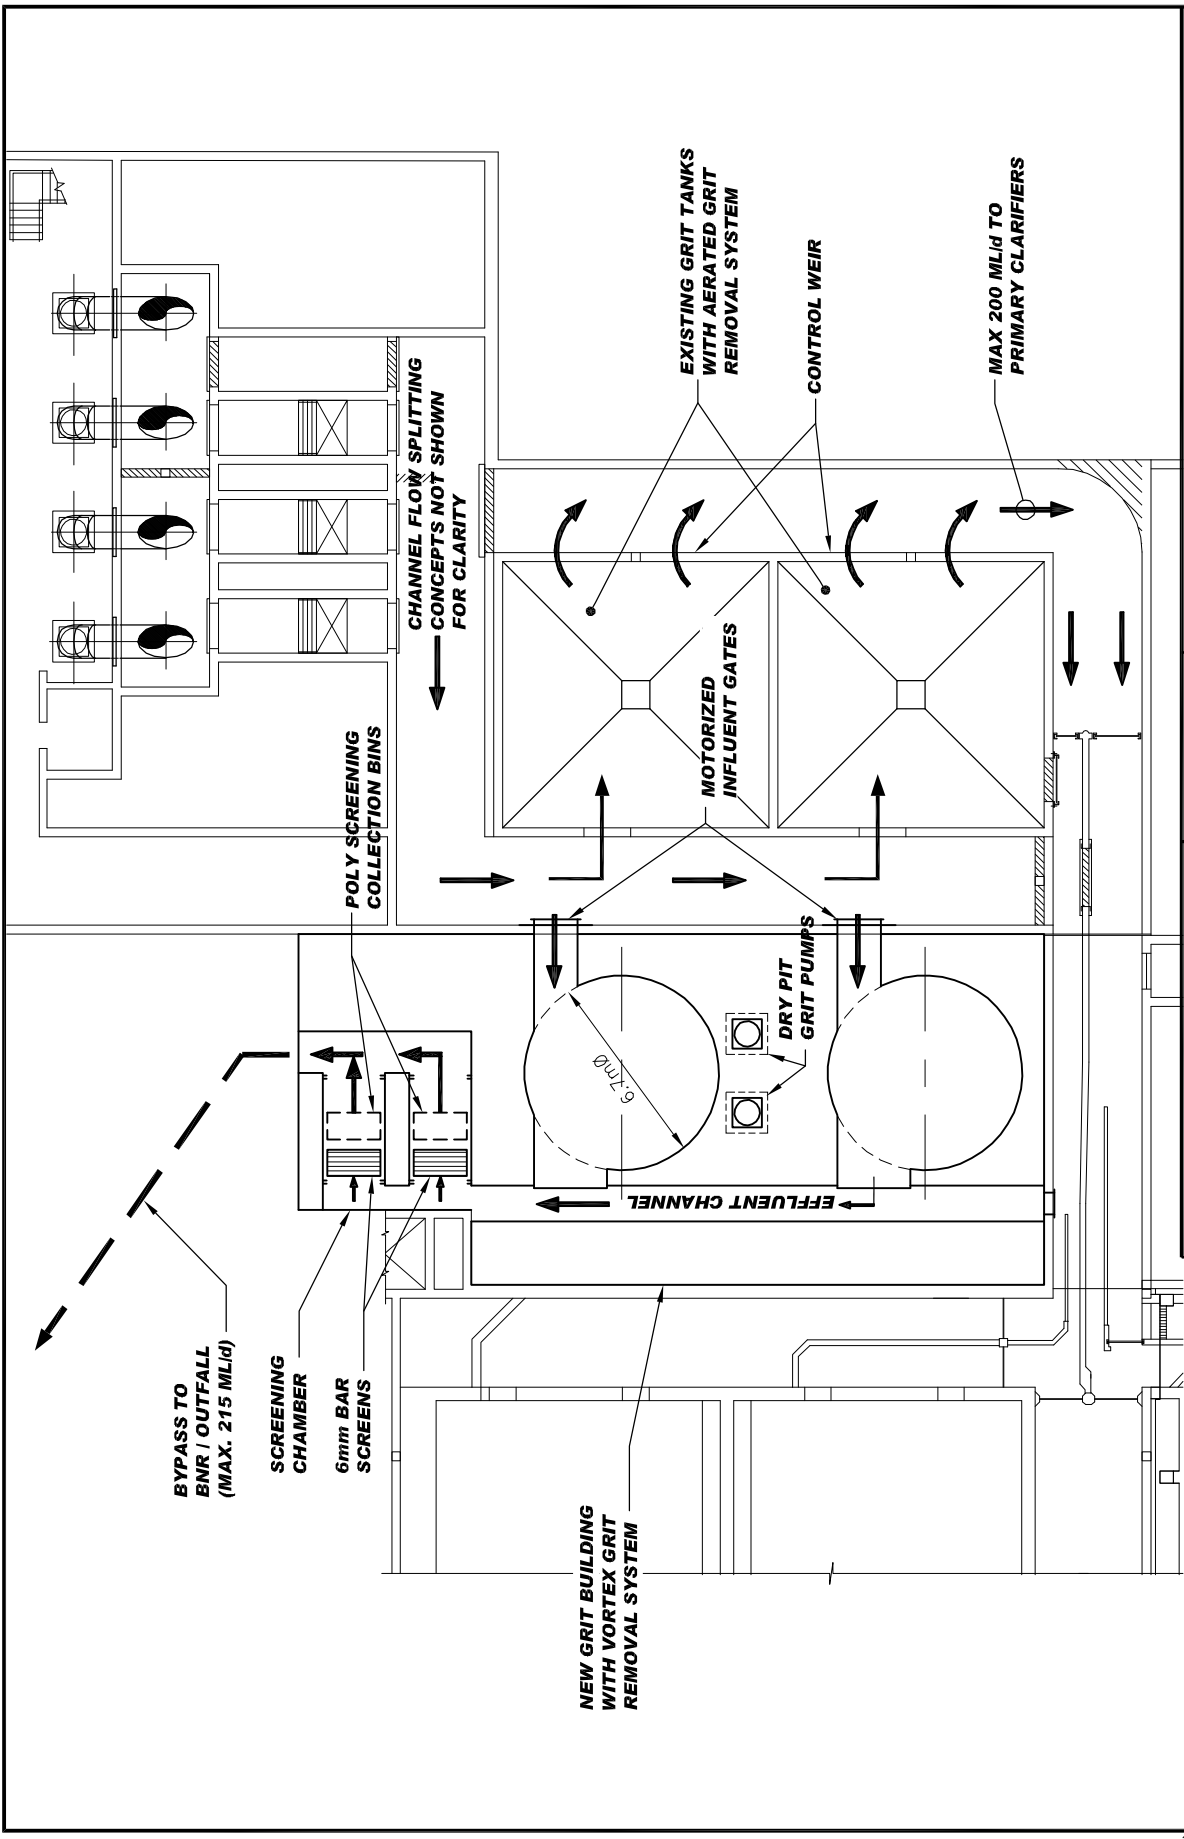 BYPASS TO
BNR / OUTFALL
(MAX. 215 ML/d)
SCREENING
CHAMBER
6mm BAR
SCREENS
NEW GRIT BUILDING
WITH VORTEX GRIT
REMOVAL SYSTEM
POLY SCREENING
COLLECTION BINS
CHANNEL FLOW SPLITTING
CONCEPTS NOT SHOWN
FOR CLARITY
6.7mØ
EFFLUENT CHANNEL
DRY PIT
GRIT PUMPS
MOTORIZED
INFLUENT GATES
EXISTING GRIT TANKS
WITH AERATED GRIT
REMOVAL SYSTEM
CONTROL WEIR
MAX 200 ML/d TO
PRIMARY CLARIFIERS